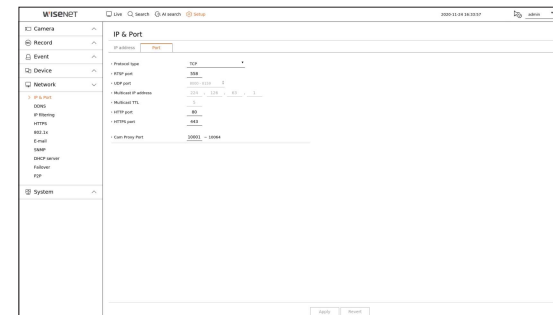 WISENET
Live Search AI search Setup 2020-11-24 16:33:57 admin
Camera
Record
Event
Device
Network
IP & Port
DDNS
IP filtering
HTTPS
802.1x
E-mail
SNMP
DHCP server
Failover
P2P
System
IP & Port
IP address Port
Protocol type TCP
RTSP port 558
UDP port
Multicast IP address
Multicast TTL 5
HTTP port 80
HTTPS port 443
Cam Proxy Port 10001 ~ 10064
Apply Revert